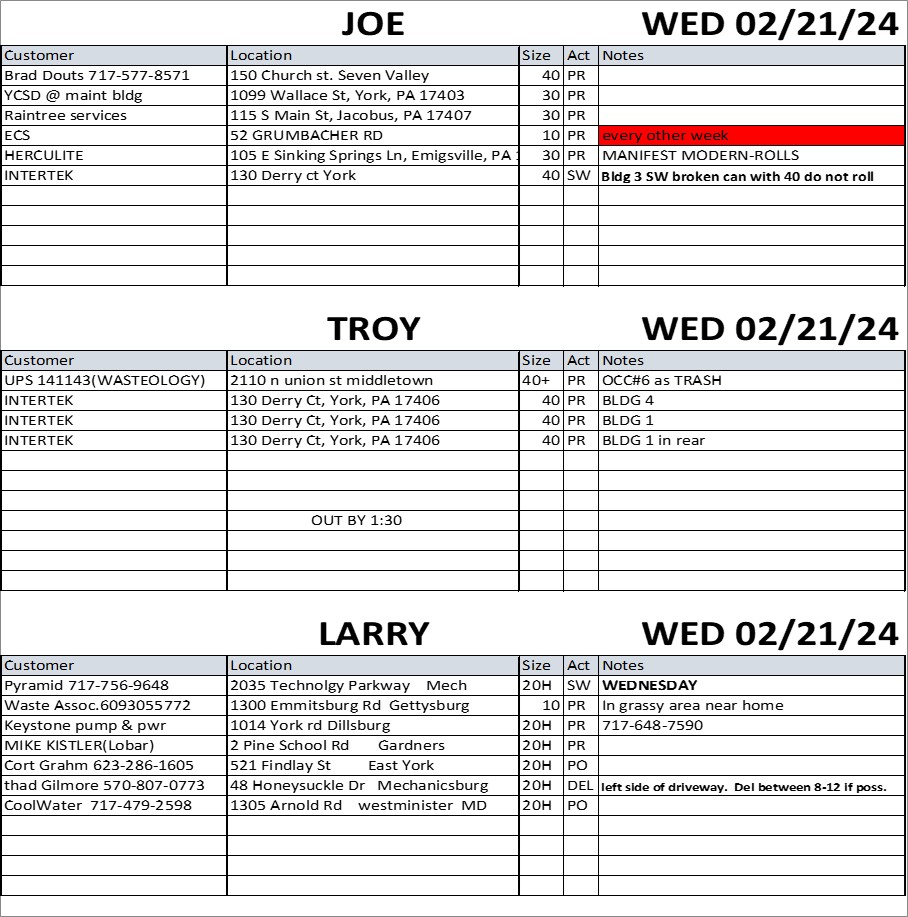 JOE WED 02/21/24
Customer Location Size Act Notes
Brad Douts 717-577-8571 150 Church st. Seven Valley 40 PR
YCSD @ maint bldg 1099 Wallace St, York, PA 17403 30 PR
Raintree services 115 S Main St, Jacobus, PA 17407 30 PR
ECS 52 GRUMBACHER RD 10 PR every other week
HERCULITE 105 E Sinking Springs Ln, Emigsville, PA 30 PR MANIFEST MODERN-ROLLS
INTERTEK 130 Derry ct York 40 SW Bldg 3 SW broken can with 40 do not roll
TROY WED 02/21/24
Customer Location Size Act Notes
UPS 141143(WASTEOLOGY) 2110 n union st middletown 40+ PR OCC#6 as TRASH
INTERTEK 130 Derry Ct, York, PA 17406 40 PR BLDG 4
INTERTEK 130 Derry Ct, York, PA 17406 40 PR BLDG 1
INTERTEK 130 Derry Ct, York, PA 17406 40 PR BLDG 1 in rear
OUT BY 1:30
LARRY WED 02/21/24
Customer Location Size Act Notes
Pyramid 717-756-9648 2035 Technolgy Parkway Mech 20H SW WEDNESDAY
Waste Assoc.6093055772 1300 Emmitsburg Rd Gettysburg 10 PR In grassy area near home
Keystone pump & pwr 1014 York rd Dillsburg 20H PR 717-648-7590
MIKE KISTLER(Lobar) 2 Pine School Rd Gardners 20H PR
Cort Grahm 623-286-1605 521 Findlay St East York 20H PO
thad Gilmore 570-807-0773 48 Honeysuckle Dr Mechanicsburg 20H DEL left side of driveway. Del between 8-12 if poss.
CoolWater 717-479-2598 1305 Arnold Rd westminister MD 20H PO